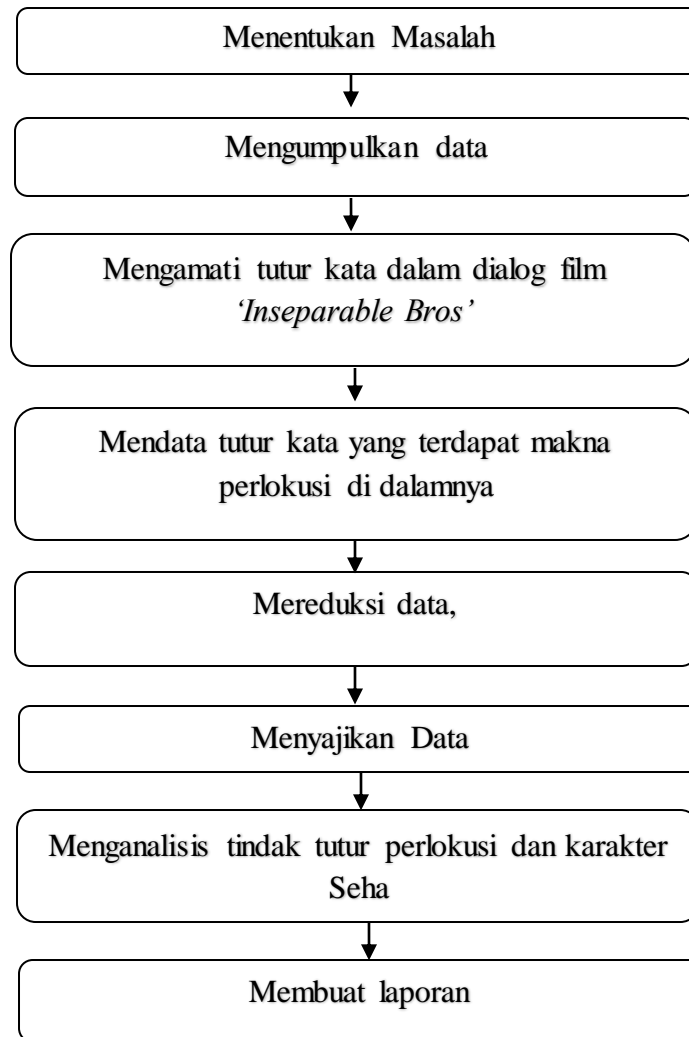 Menentukan Masalah
Mengumpulkan data
Mengamati tutur kata dalam dialog film
‘Inseparable Bros’
Mendata tutur kata yang terdapat makna
perlokusi di dalamnya
Mereduksi data,
Menyajikan Data
Menganalisis tindak tutur perlokusi dan karakter
Seha
Membuat laporan